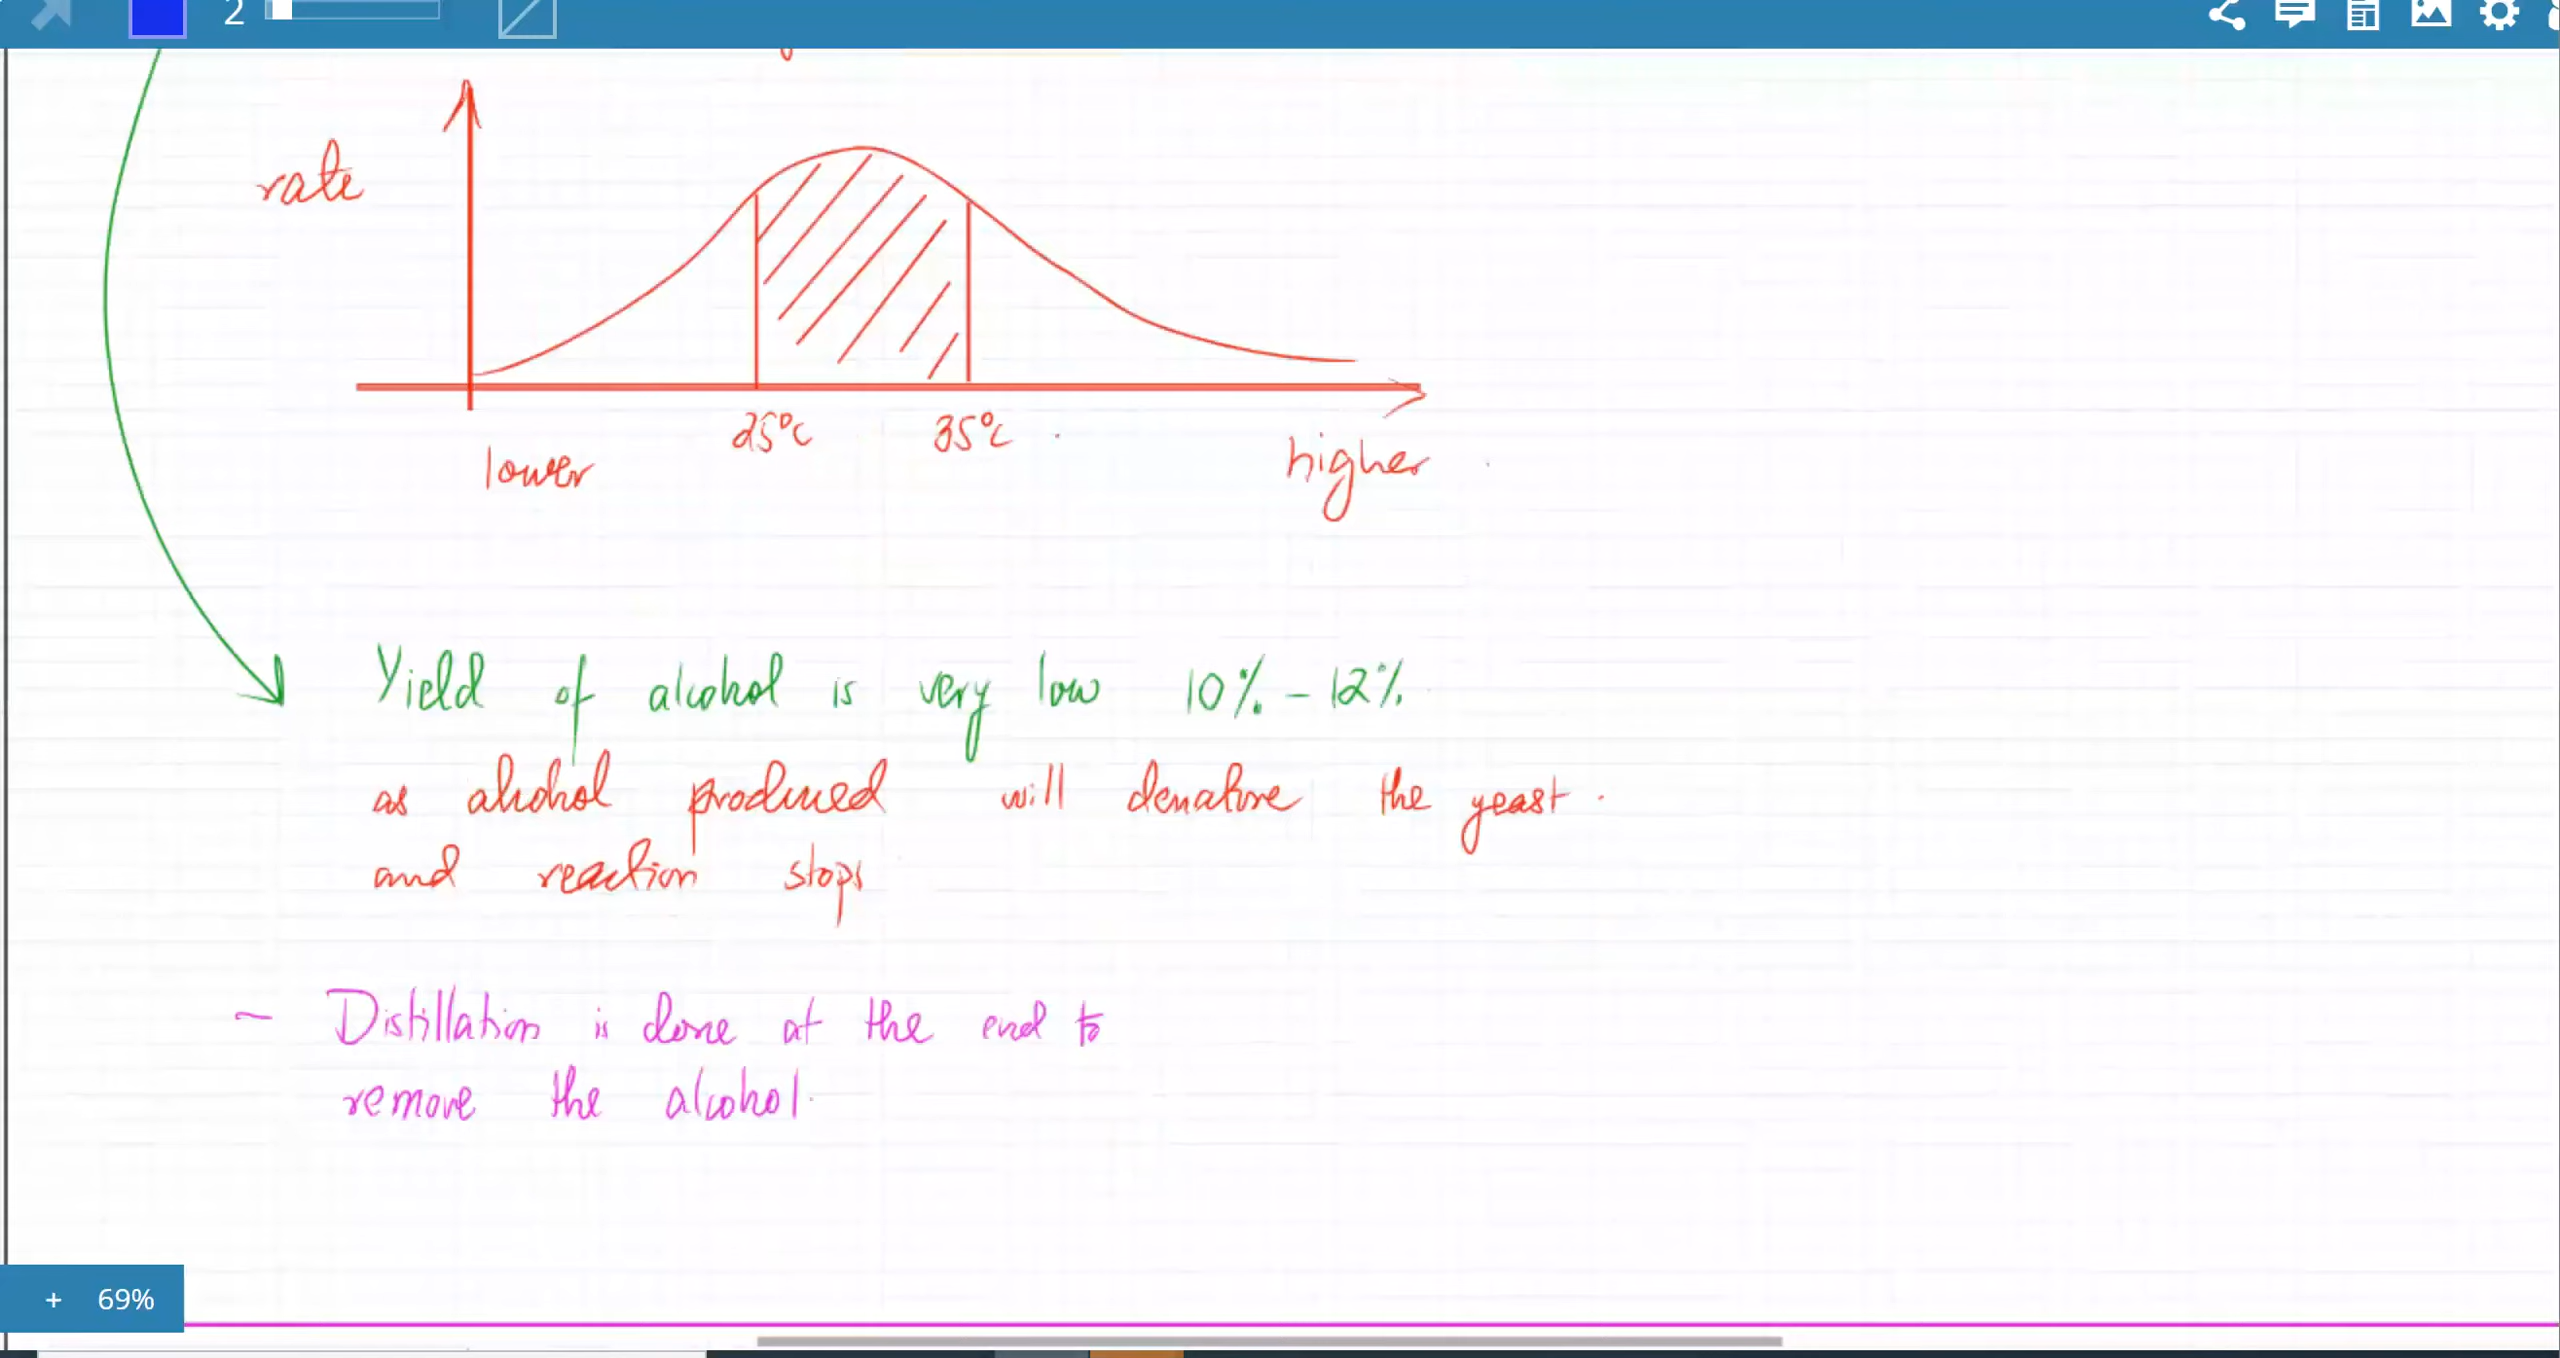 2
rate
25°C 35°C
lower higher
Yield of alcohol is very low 10% - 12%
as alcohol produced will denature the yeast.
and reaction stops
- Distillation is done at the end to
remove the alcohol.
+ 69%